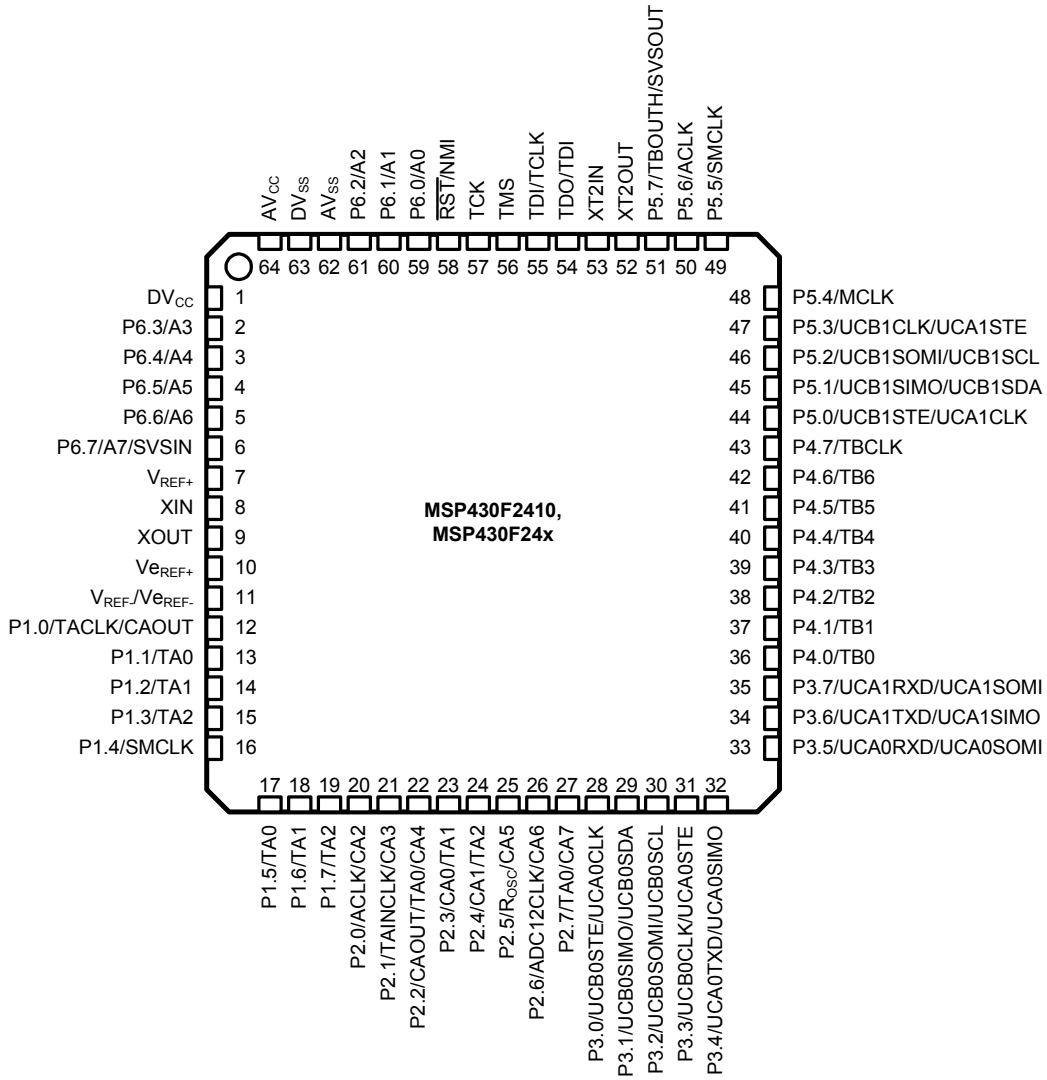 AVCC
DVSS
AVSS
P6.2/A2
P6.1/A1
P6.0/A0
RST/NMI
TCK
TMS
TDI/TCLK
TDO/TDI
XT2IN
XT2OUT
P5.7/TBOUTH/SVSOUT
P5.6/ACLK
P5.5/SMCLK
64 63 62 61 60 59 58 57 56 55 54 53 52 51 50 49
DVCC 1
P6.3/A3 2
P6.4/A4 3
P6.5/A5 4
P6.6/A6 5
P6.7/A7/SVSIN 6
VREF+ 7
XIN 8
XOUT 9
VeREF+ 10
VREF-/VeREF- 11
P1.0/TACLK/CAOUT 12
P1.1/TA0 13
P1.2/TA1 14
P1.3/TA2 15
P1.4/SMCLK 16
MSP430F2410,
MSP430F24x
48 P5.4/MCLK
47 P5.3/UCB1CLK/UCA1STE
46 P5.2/UCB1SOMI/UCB1SCL
45 P5.1/UCB1SIMO/UCB1SDA
44 P5.0/UCB1STE/UCA1CLK
43 P4.7/TBCLK
42 P4.6/TB6
41 P4.5/TB5
40 P4.4/TB4
39 P4.3/TB3
38 P4.2/TB2
37 P4.1/TB1
36 P4.0/TB0
35 P3.7/UCA1RXD/UCA1SOMI
34 P3.6/UCA1TXD/UCA1SIMO
33 P3.5/UCA0RXD/UCA0SOMI
17 18 19 20 21 22 23 24 25 26 27 28 29 30 31 32
P1.5/TA0
P1.6/TA1
P1.7/TA2
P2.0/ACLK/CA2
P2.1/TAINCLK/CA3
P2.2/CAOUT/TA0/CA4
P2.3/CA0/TA1
P2.4/CA1/TA2
P2.5/ROSC/CA5
P2.6/ADC12CLK/CA6
P2.7/TA0/CA7
P3.0/UCB0STE/UCA0CLK
P3.1/UCB0SIMO/UCB0SDA
P3.2/UCB0SOMI/UCB0SCL
P3.3/UCB0CLK/UCA0STE
P3.4/UCA0TXD/UCA0SIMO